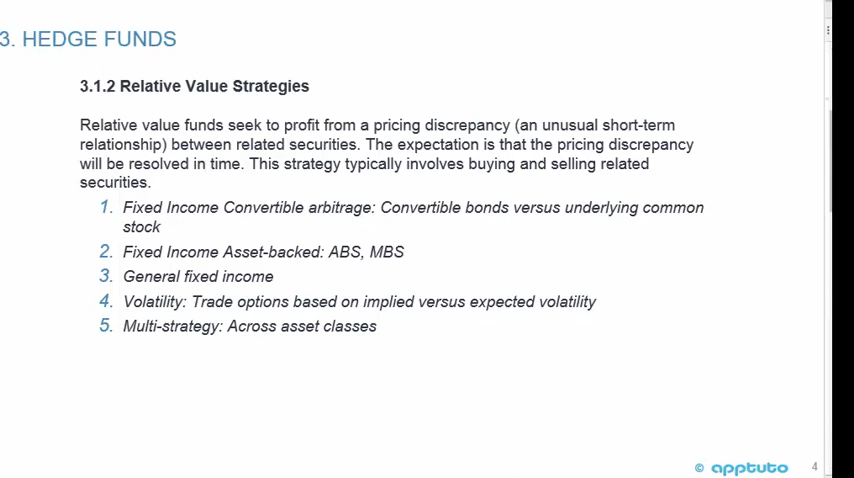 3. HEDGE FUNDS
3.1.2 Relative Value Strategies
Relative value funds seek to profit from a pricing discrepancy (an unusual short-term
relationship) between related securities. The expectation is that the pricing discrepancy
will be resolved in time. This strategy typically involves buying and selling related
securities.
1. Fixed Income Convertible arbitrage: Convertible bonds versus underlying common
stock
2. Fixed Income Asset-backed: ABS, MBS
3. General fixed income
4. Volatility: Trade options based on implied versus expected volatility
5. Multi-strategy: Across asset classes
© apptuto 4